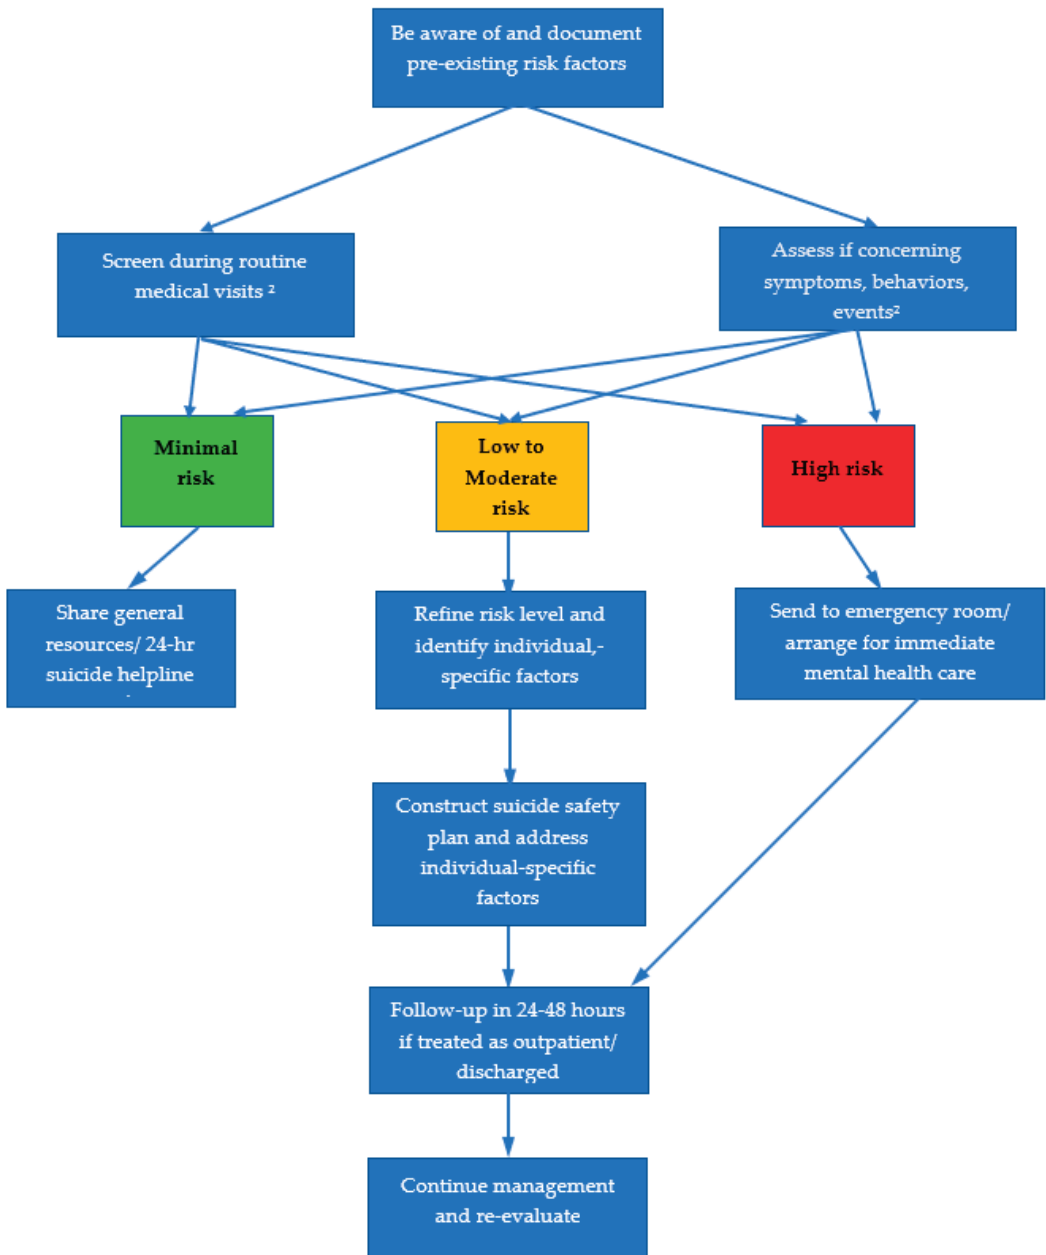 Be aware of and document
pre-existing risk factors
Screen during routine
medical visits ²
Assess if concerning
symptoms, behaviors,
events²
Minimal
risk
Low to
Moderate
risk
High risk
Share general
resources/ 24-hr
suicide helpline
Refine risk level and
identify individual,-
specific factors
Send to emergency room/
arrange for immediate
mental health care
Construct suicide safety
plan and address
individual-specific
factors
Follow-up in 24-48 hours
if treated as outpatient/
discharged
Continue management
and re-evaluate